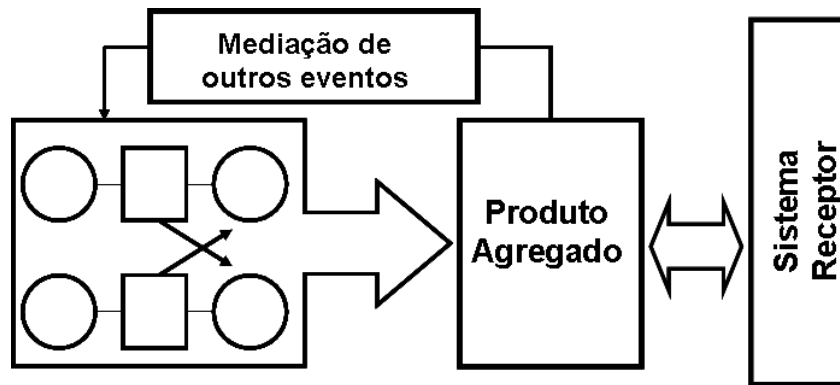 Mediação de
outros eventos
Produto
Agregado
Sistema
Receptor